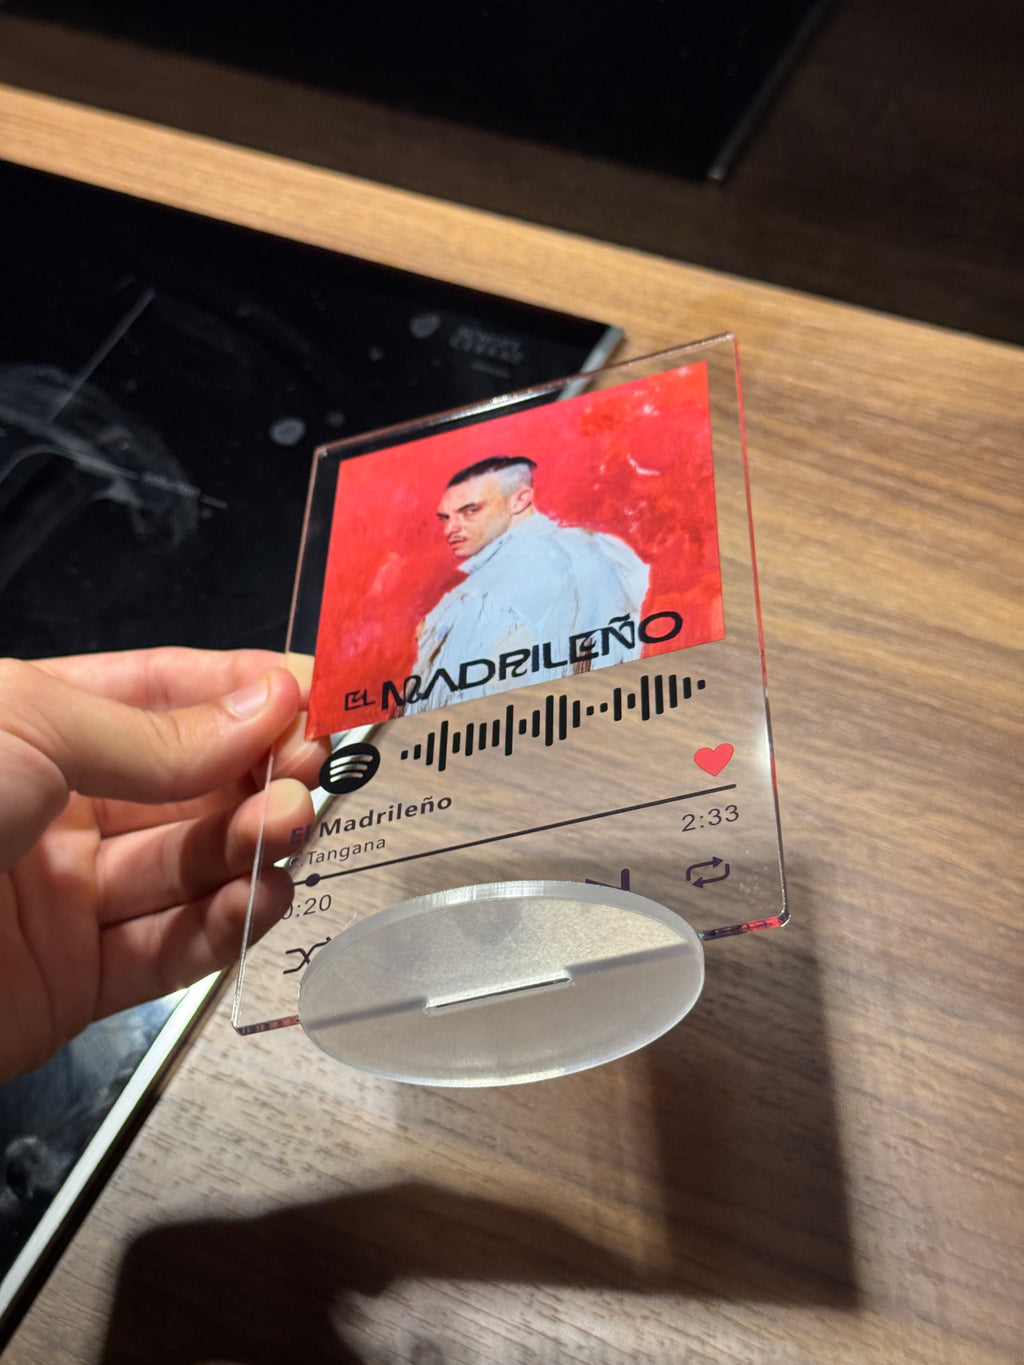 EL MADRILEÑO
El Madrileño
C.Tangana
2:33
0:20